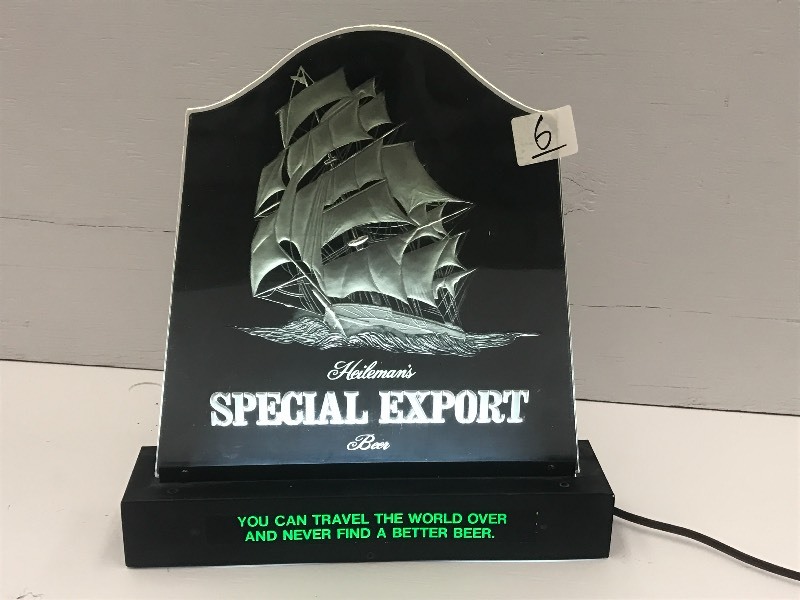 6
Heileman's
SPECIAL EXPORT
Beer
YOU CAN TRAVEL THE WORLD OVER
AND NEVER FIND A BETTER BEER.